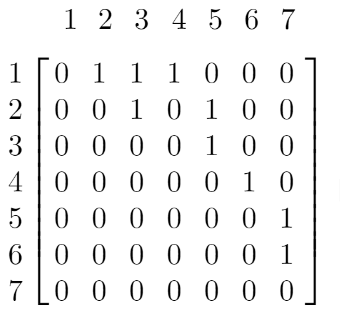 1 2 3 4 5 6 7
1 0 1 1 1 0 0 0
2 0 0 1 0 1 0 0
3 0 0 0 0 1 0 0
4 0 0 0 0 0 1 0
5 0 0 0 0 0 0 1
6 0 0 0 0 0 0 1
7 0 0 0 0 0 0 0